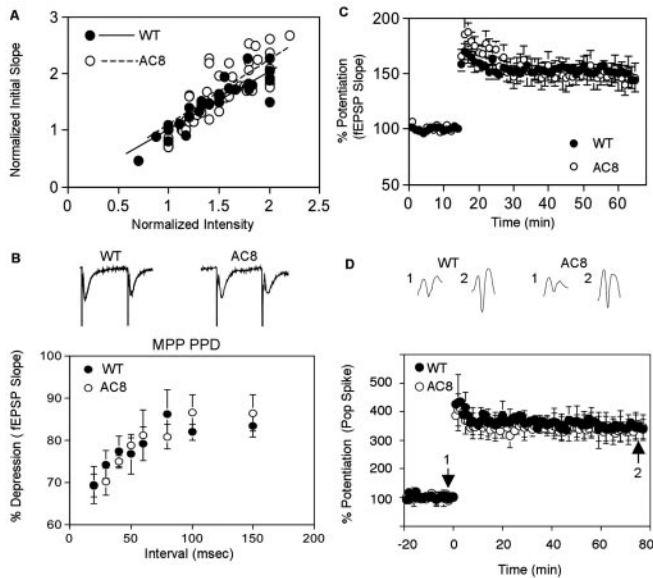 A
WT
AC8
Normalized Initial Slope
3
2
1
0
0 0.5 1 1.5 2 2.5
Normalized Intensity
B
WT AC8
MPP PPD
WT
AC8
% Depression (fEPSP Slope)
100
90
80
70
60
0 50 100 150 200
Interval (msec)
C
% Potentiation
(fEPSP Slope)
200
150
100
50
WT
AC8
0 10 20 30 40 50 60
Time (min)
D
WT AC8
1 2 1 2
WT
AC8
% Potentiation (Pop Spike)
400
300
200
100
1
2
-20 0 20 40 60 80
Time (min)